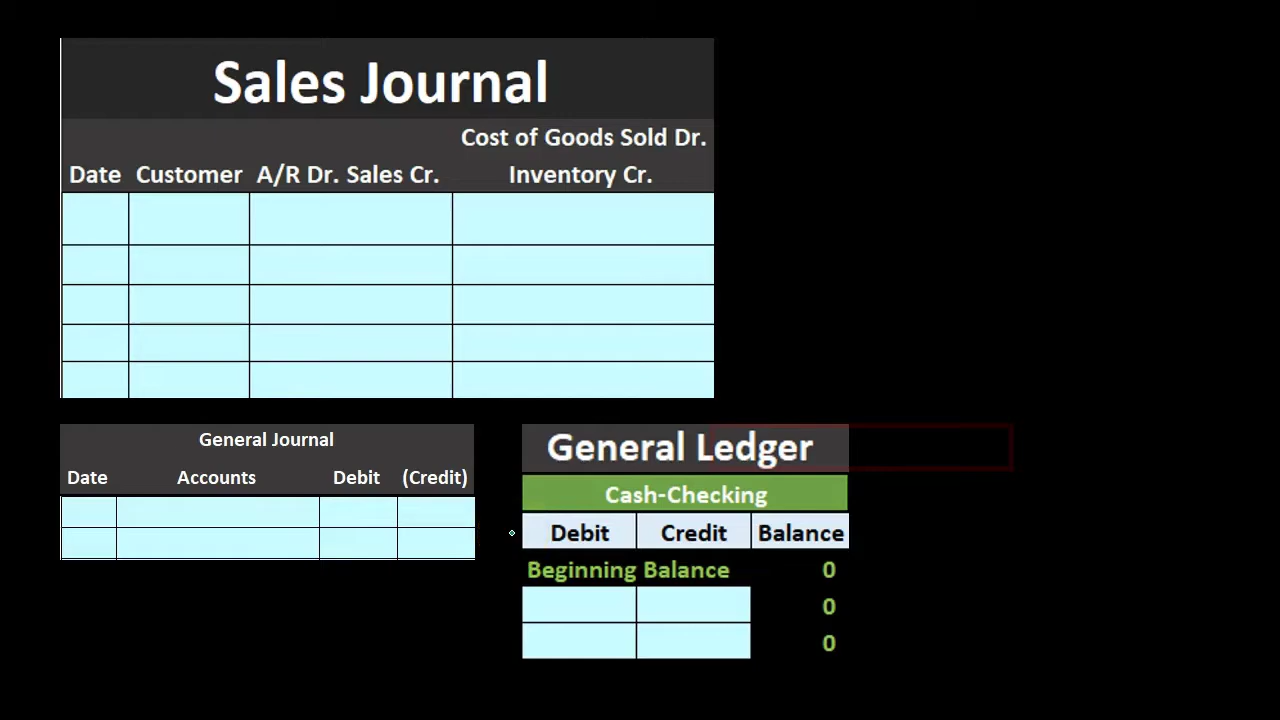 Sales Journal
Cost of Goods Sold Dr.
Date Customer A/R Dr. Sales Cr. Inventory Cr.
General Journal
Date Accounts Debit (Credit)
General Ledger
Cash-Checking
Debit Credit Balance
Beginning Balance 0
0
0